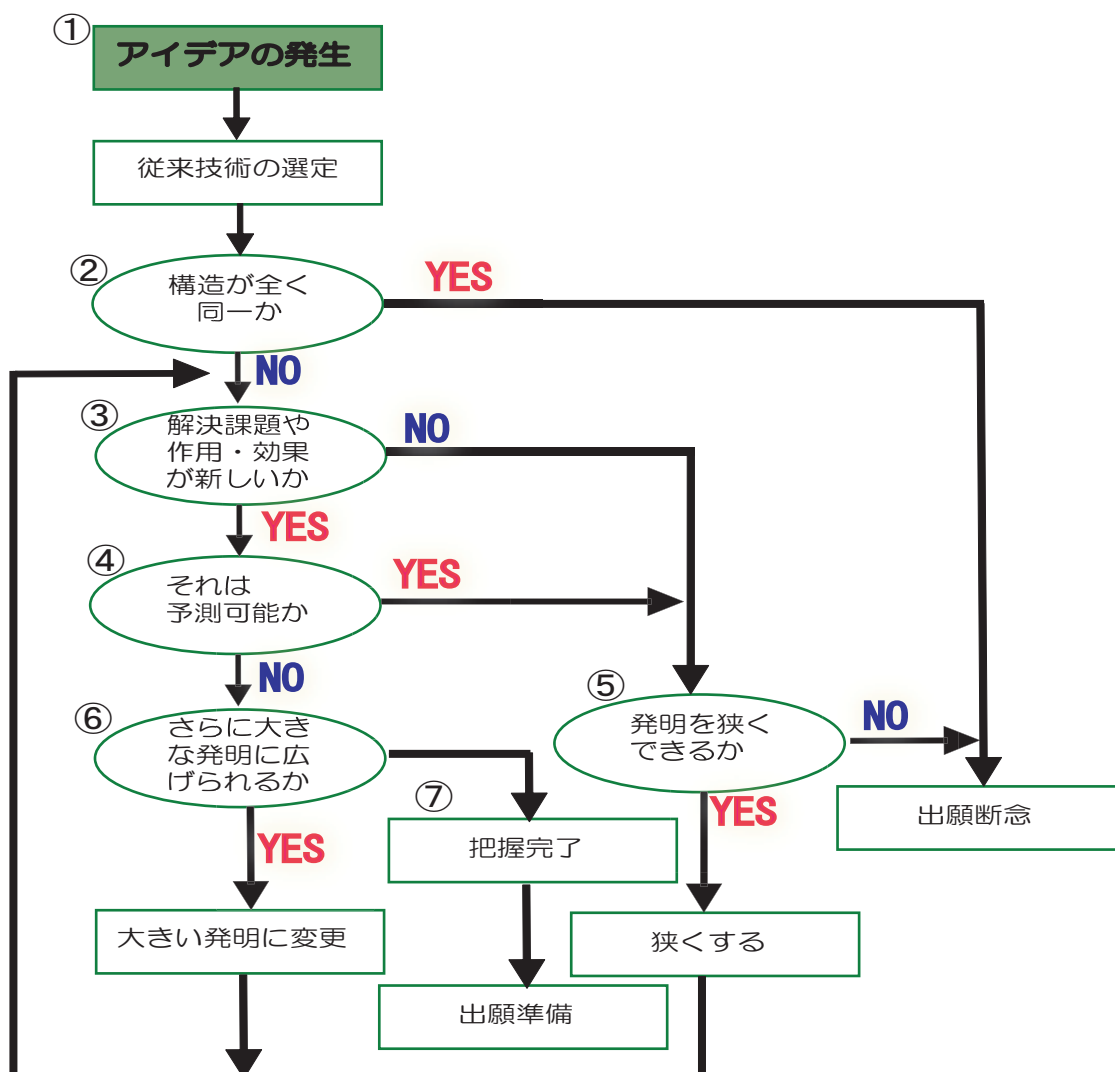 ①
アイデアの発生
従来技術の選定
②
構造が全く
同一か
YES
NO
③
解決課題や
作用・効果
が新しいか
NO
YES
④
それは
予測可能か
YES
NO
⑤
発明を狭く
できるか
NO
YES
⑥
さらに大き
な発明に広
げられるか
YES
⑦
把握完了
出願断念
大きい発明に変更
狭くする
出願準備